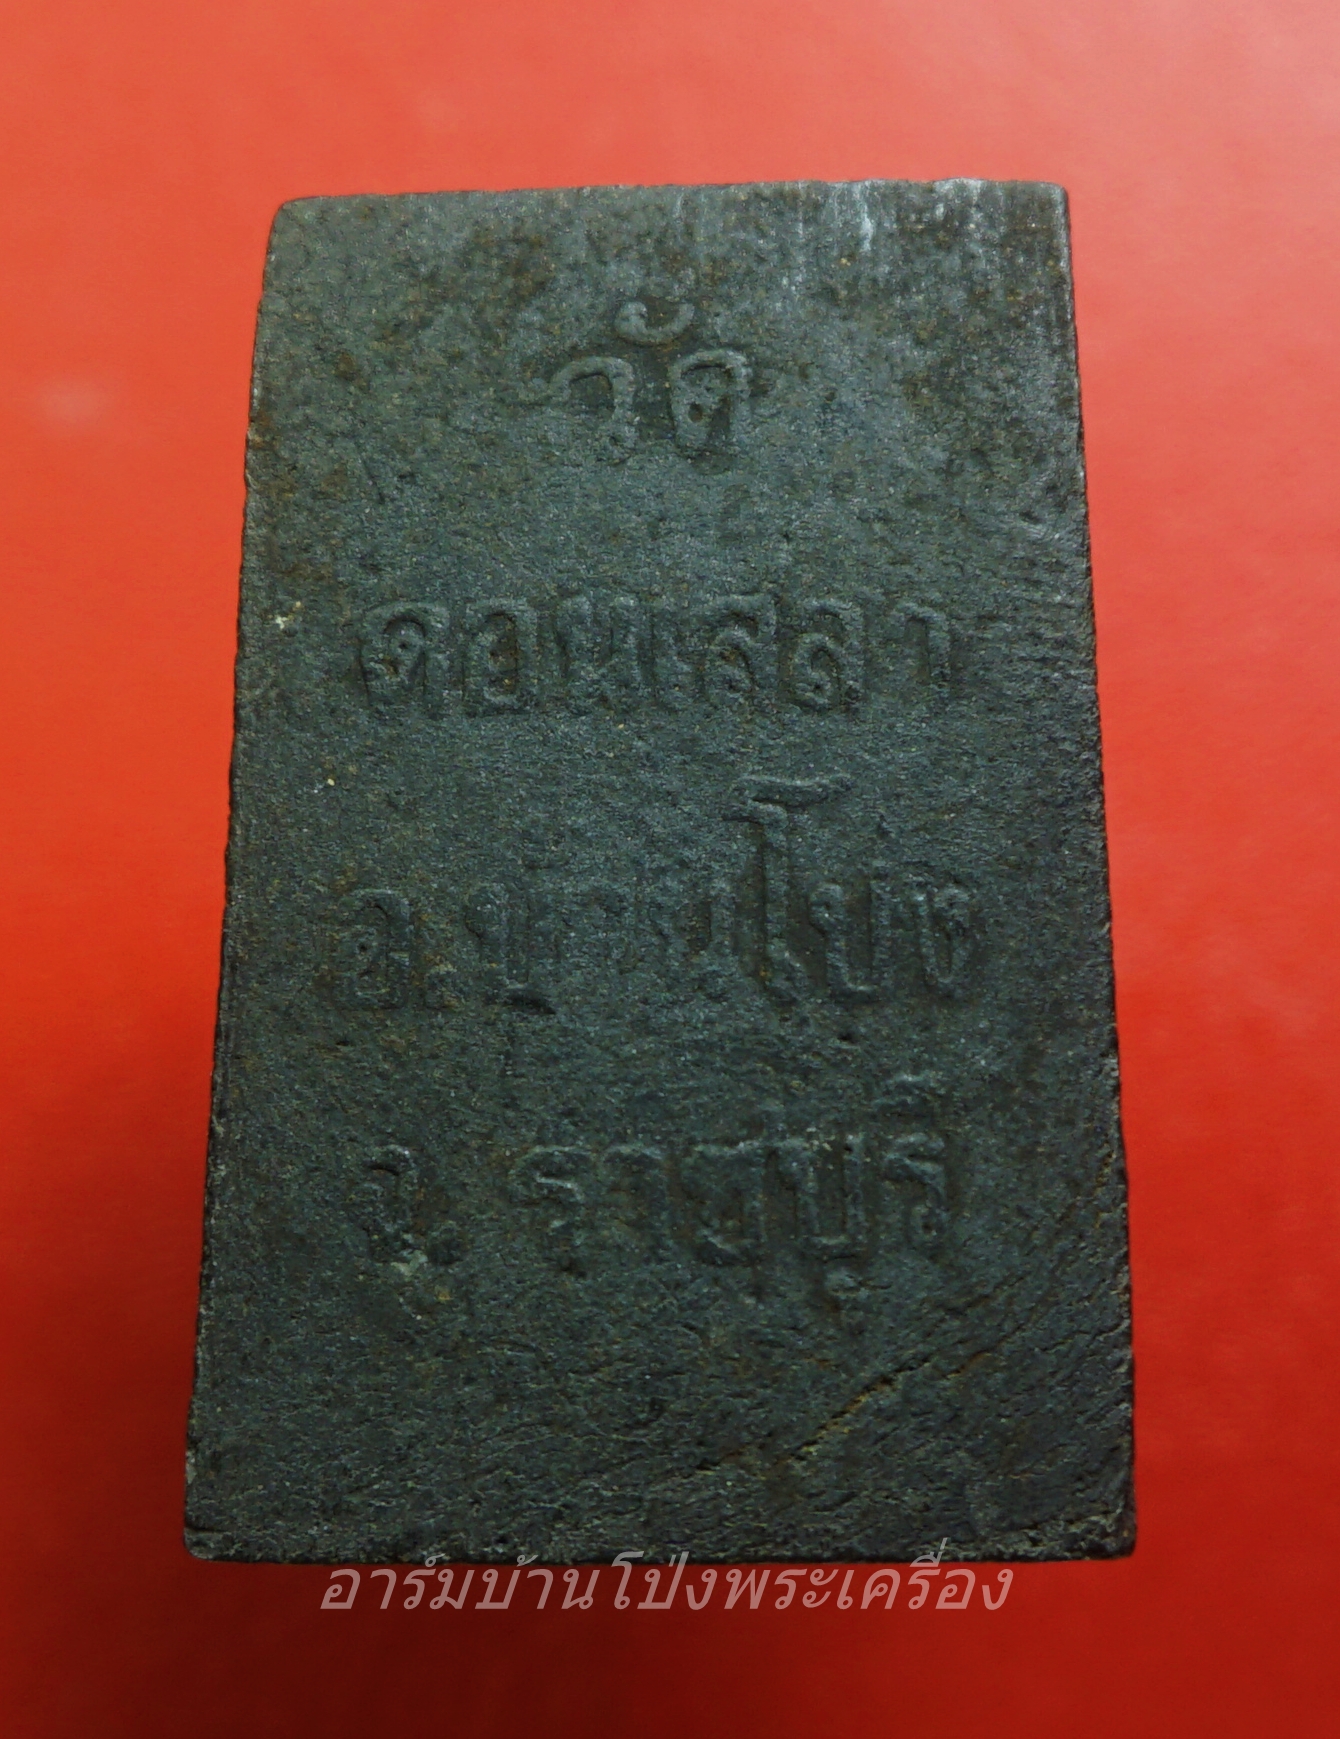 วัด
ดอนเสลา
อ.บ้านโป่ง
จ.ราชบุรี
อาร์มบ้านโป่งพระเครื่อง